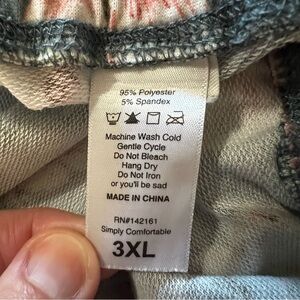 95% Polyester
5% Spandex
Machine Wash Cold
Gentle Cycle
Do Not Bleach
Hang Dry
Do Not Iron
or you'll be sad
MADE IN CHINA
RN#142161
Simply Comfortable
3XL